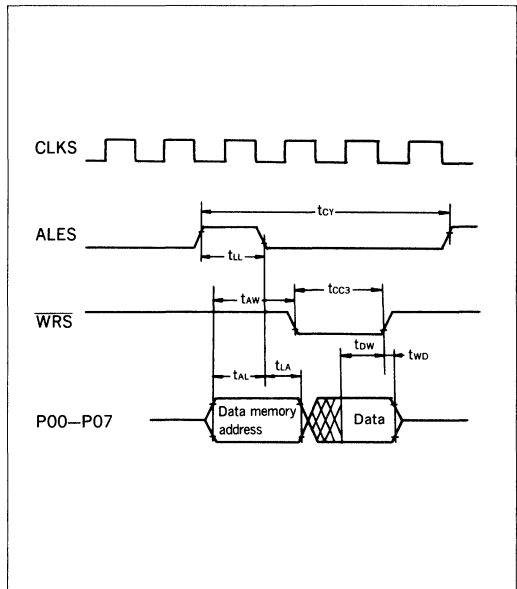 CLKS
tCY
ALES
tLL
tAW
tCC3
WRS
tDW
tWD
tAL
tLA
P00—P07
Data memory
address
Data